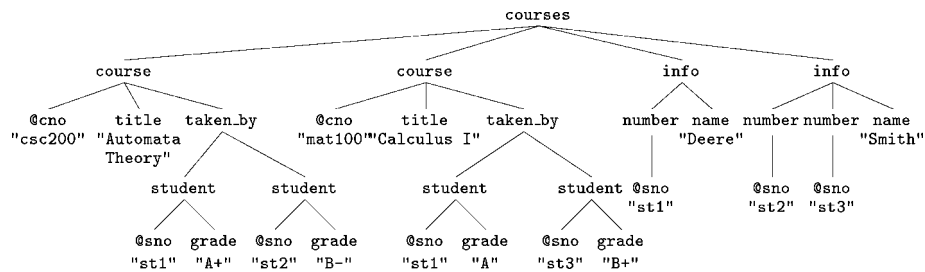 courses
course course info info
@cno title taken_by @cno title taken_by number name number number name
"csc200" "Automata "mat100" "Calculus I" "Deere" "Smith"
Theory"
student student student student @sno @sno @sno
"st1" "st2" "st3"
@sno grade @sno grade @sno grade @sno grade
"st1" "A+" "st2" "B-" "st1" "A" "st3" "B+"